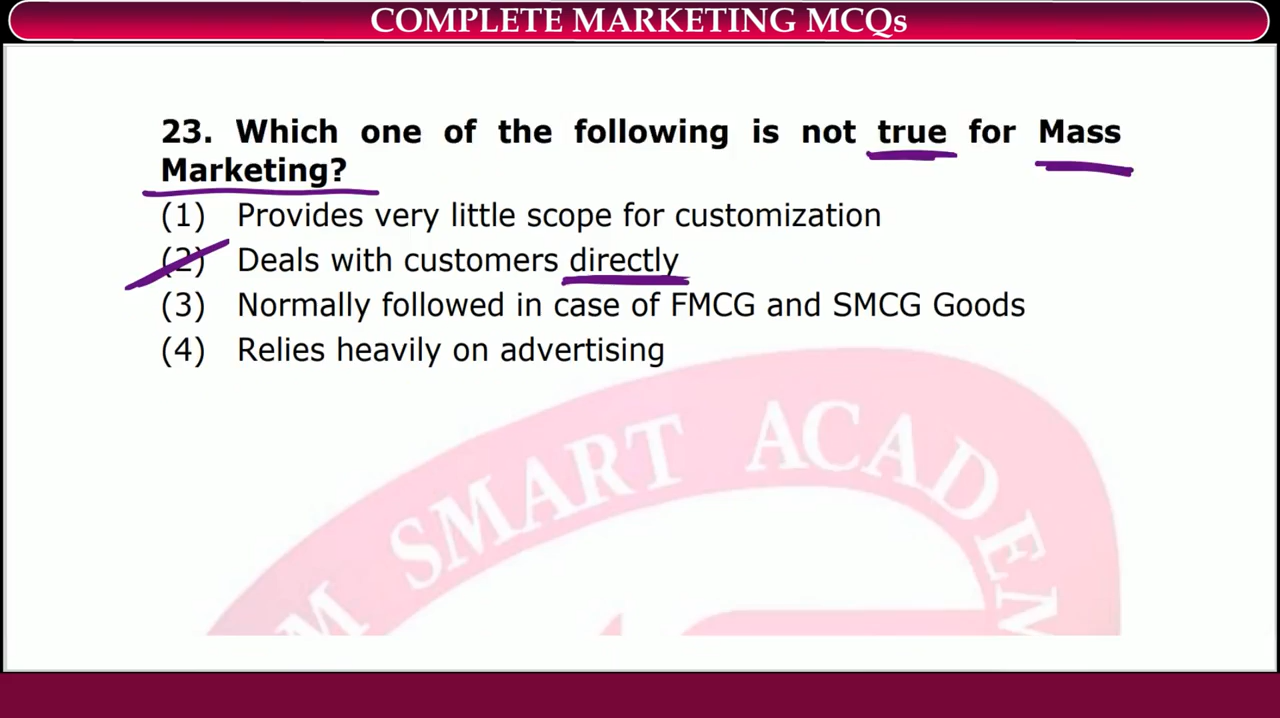 COMPLETE MARKETING MCQs
23. Which one of the following is not true for Mass
Marketing?
(1) Provides very little scope for customization
(2) Deals with customers directly
(3) Normally followed in case of FMCG and SMCG Goods
(4) Relies heavily on advertising
M SMART ACADEM